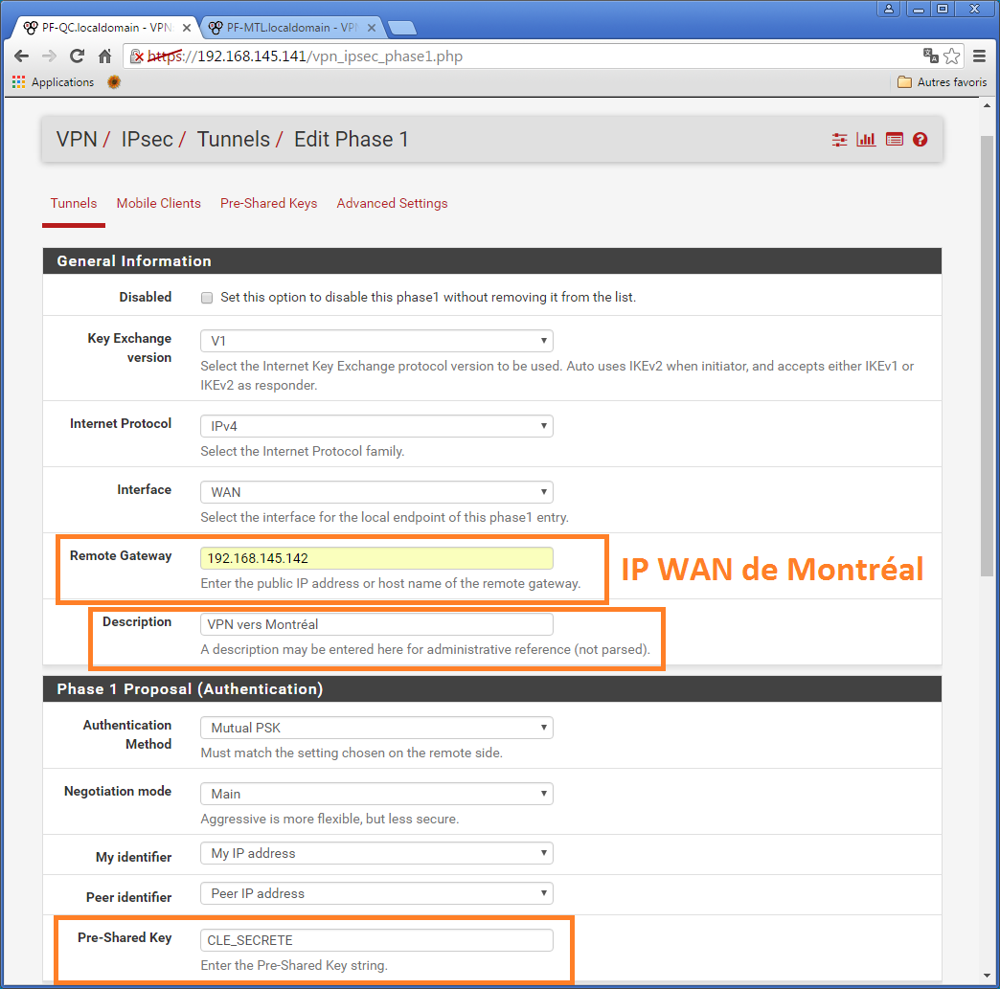 PF-QC.localdomain - VPN
PF-MTL.localdomain - VPN
https://192.168.145.141/vpn_ipsec_phase1.php
Applications
Autres favoris
VPN / IPsec / Tunnels / Edit Phase 1
Tunnels Mobile Clients Pre-Shared Keys Advanced Settings
General Information
Disabled
Set this option to disable this phase1 without removing it from the list.
Key Exchange version
V1
Select the Internet Key Exchange protocol version to be used. Auto uses IKEv2 when initiator, and accepts either IKEv1 or
IKEv2 as responder.
Internet Protocol
IPv4
Select the Internet Protocol family.
Interface
WAN
Select the interface for the local endpoint of this phase1 entry.
Remote Gateway
192.168.145.142
Enter the public IP address or host name of the remote gateway.
IP WAN de Montréal
Description
VPN vers Montréal
A description may be entered here for administrative reference (not parsed).
Phase 1 Proposal (Authentication)
Authentication
Method
Mutual PSK
Must match the setting chosen on the remote side.
Negotiation mode
Main
Aggressive is more flexible, but less secure.
My identifier
My IP address
Peer identifier
Peer IP address
Pre-Shared Key
CLE_SECRETE
Enter the Pre-Shared Key string.